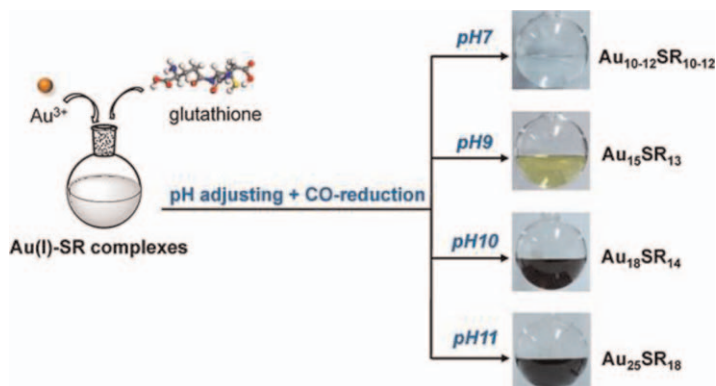 Au³⁺
glutathione
Au(I)-SR complexes
pH adjusting + CO-reduction
pH7
Au₁₀₋₁₂SR₁₀₋₁₂
pH9
Au₁₅SR₁₃
pH10
Au₁₈SR₁₄
pH11
Au₂₅SR₁₈